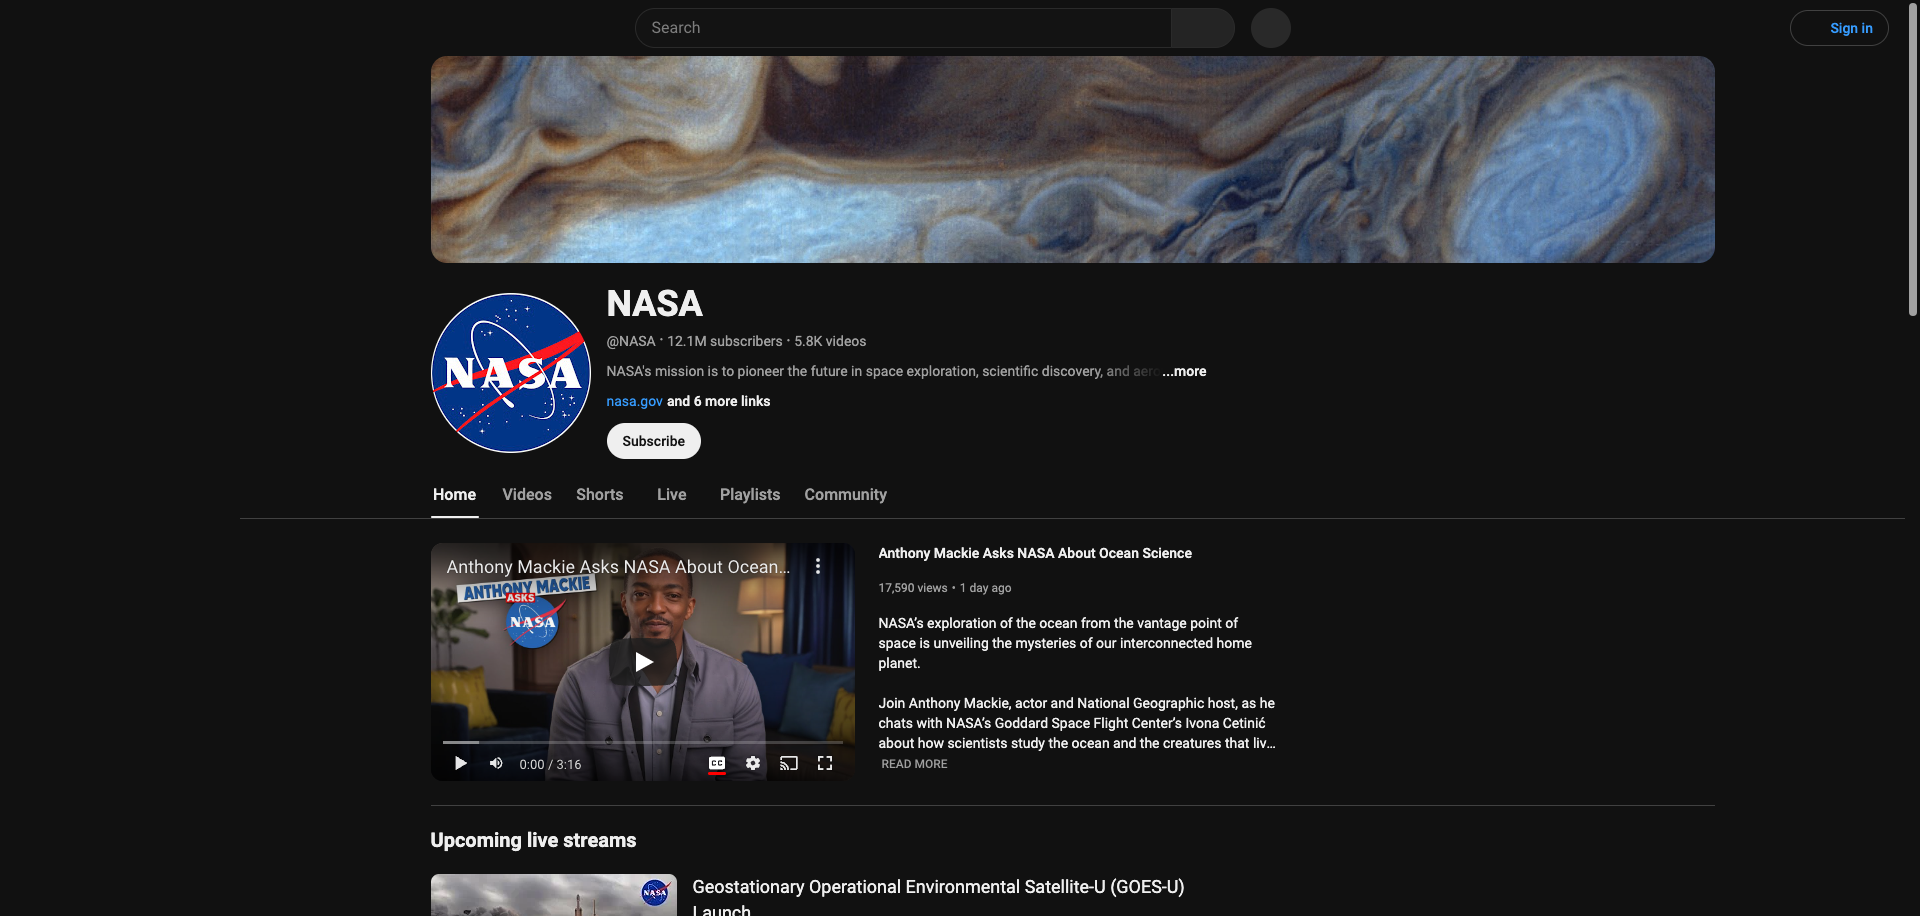 Search
Sign in
NASA
NASA
@NASA • 12.1M subscribers • 5.8K videos
NASA's mission is to pioneer the future in space exploration, scientific discovery, and aero ...more
nasa.gov and 6 more links
Subscribe
Home Videos Shorts Live Playlists Community
Anthony Mackie Asks NASA About Ocean...
ANTHONY MACKIE
ASKS
NASA
0:00 / 3:16
CC
Anthony Mackie Asks NASA About Ocean Science
17,590 views • 1 day ago
NASA’s exploration of the ocean from the vantage point of
space is unveiling the mysteries of our interconnected home
planet.
Join Anthony Mackie, actor and National Geographic host, as he
chats with NASA’s Goddard Space Flight Center’s Ivona Cetinić
about how scientists study the ocean and the creatures that liv...
READ MORE
Upcoming live streams
NASA
Geostationary Operational Environmental Satellite-U (GOES-U)
Launch